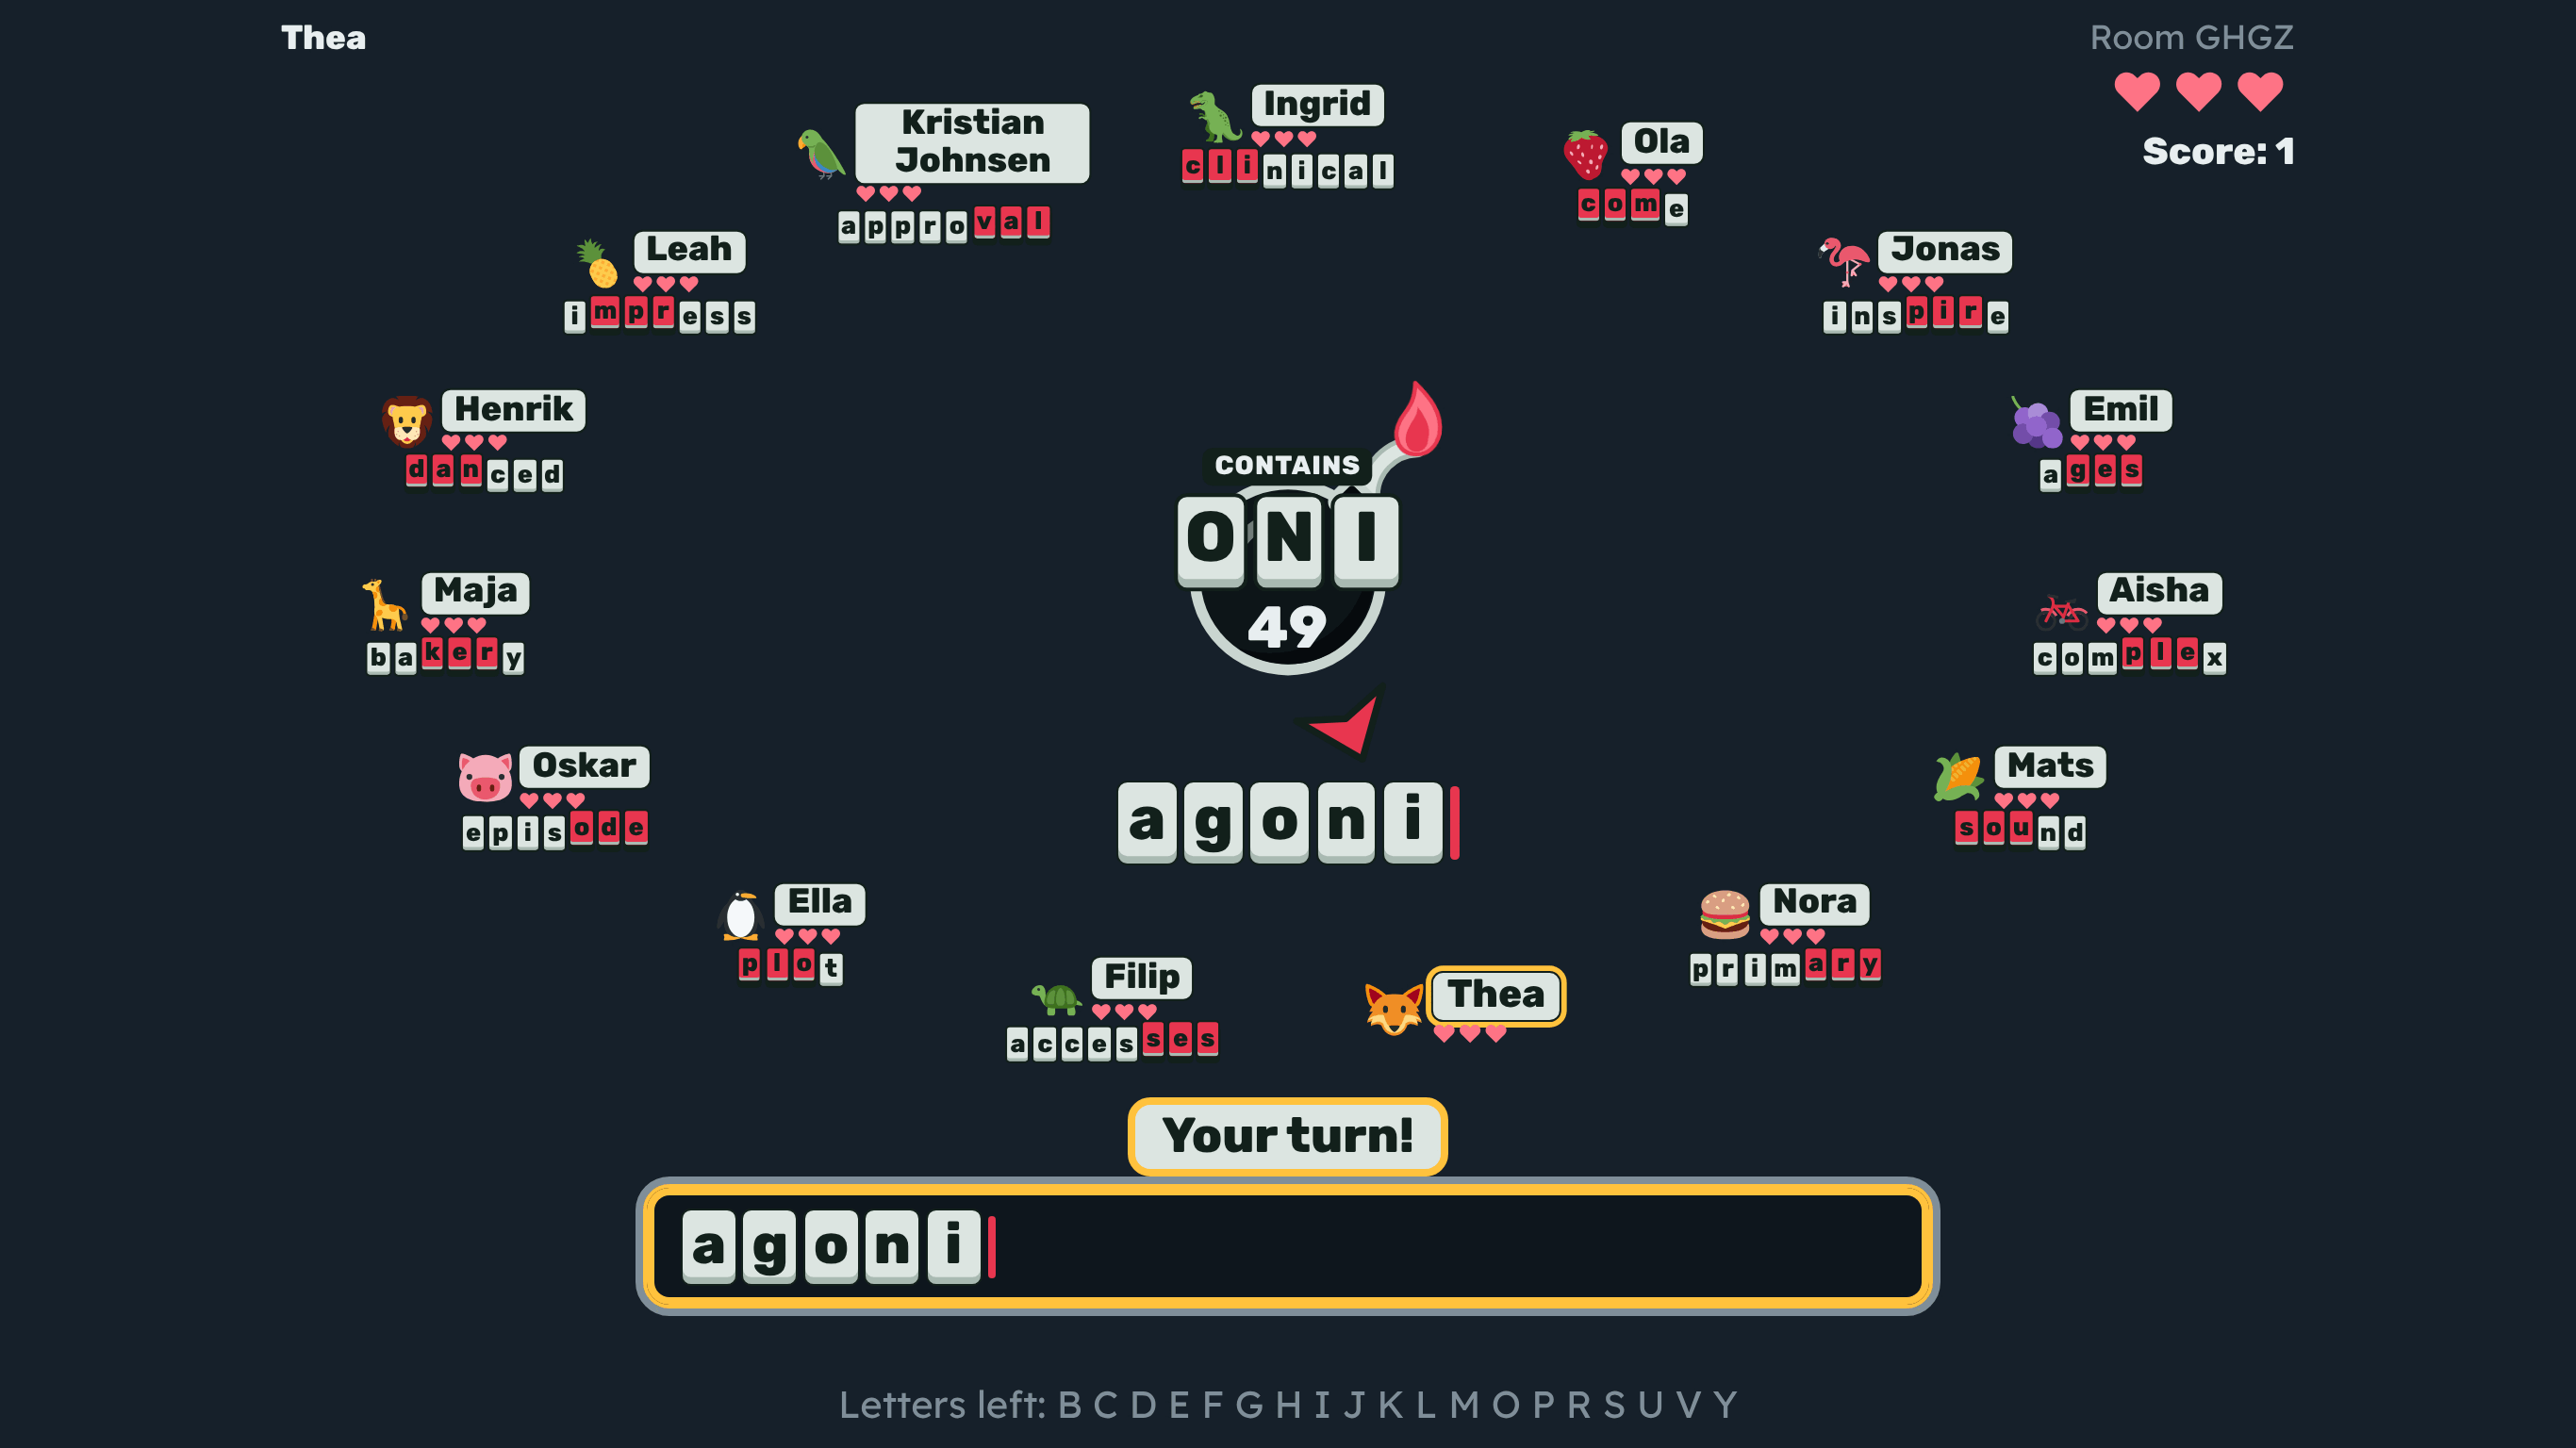 Thea
Room GHGZ
Score: 1
Kristian
Johnsen
approval
Ingrid
clinical
Ola
come
Leah
impress
Jonas
inspire
Henrik
danced
Emil
ages
CONTAINS
ONI
49
Maja
bakery
Aisha
complex
Oskar
episode
Mats
sound
agoni
Ella
plot
Nora
primary
Filip
accesses
Thea
Your turn!
agoni
Letters left: B C D E F G H I J K L M O P R S U V Y